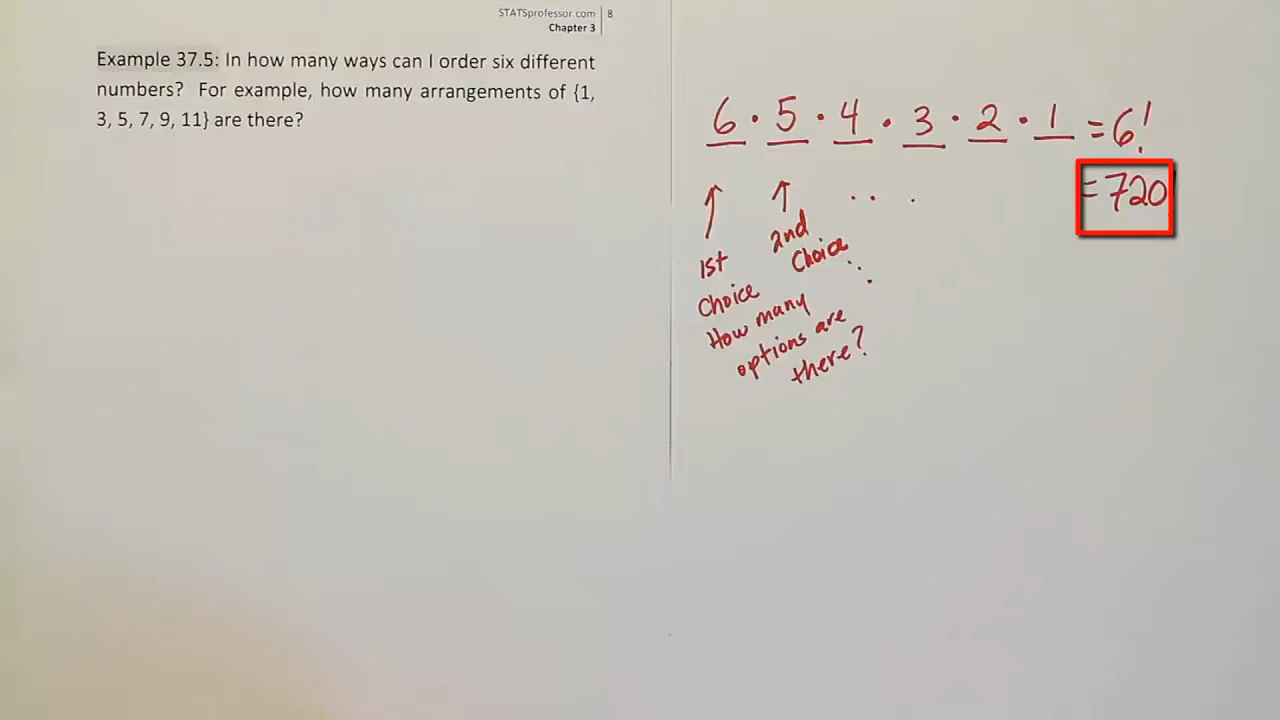 STATSprofessor.com 8
Chapter 3
Example 37.5: In how many ways can I order six different
numbers? For example, how many arrangements of {1,
3, 5, 7, 9, 11} are there?
6 · 5 · 4 · 3 · 2 · 1 = 6!
= 720
↑ ↑ . . .
1st
Choice
2nd
Choice
How many
options are
there?